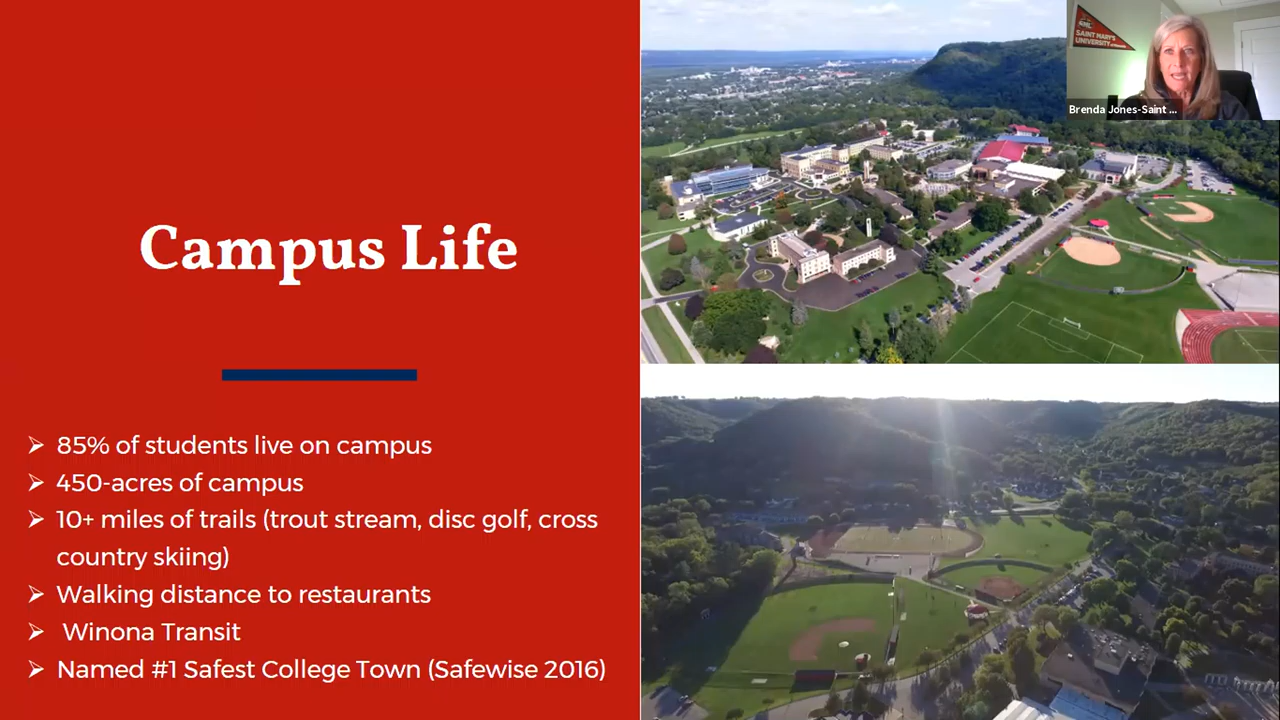 Campus Life
➢ 85% of students live on campus
➢ 450-acres of campus
➢ 10+ miles of trails (trout stream, disc golf, cross
country skiing)
➢ Walking distance to restaurants
➢ Winona Transit
➢ Named #1 Safest College Town (Safewise 2016)
SAINT MARY'S
UNIVERSITY
Brenda Jones-Saint ...